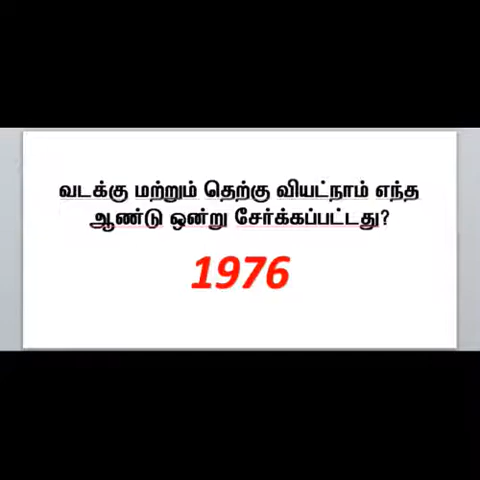 வடக்கு மற்றும் தெற்கு வியட்நாம் எந்த
ஆண்டு ஒன்று சேர்க்கப்பட்டது?
1976